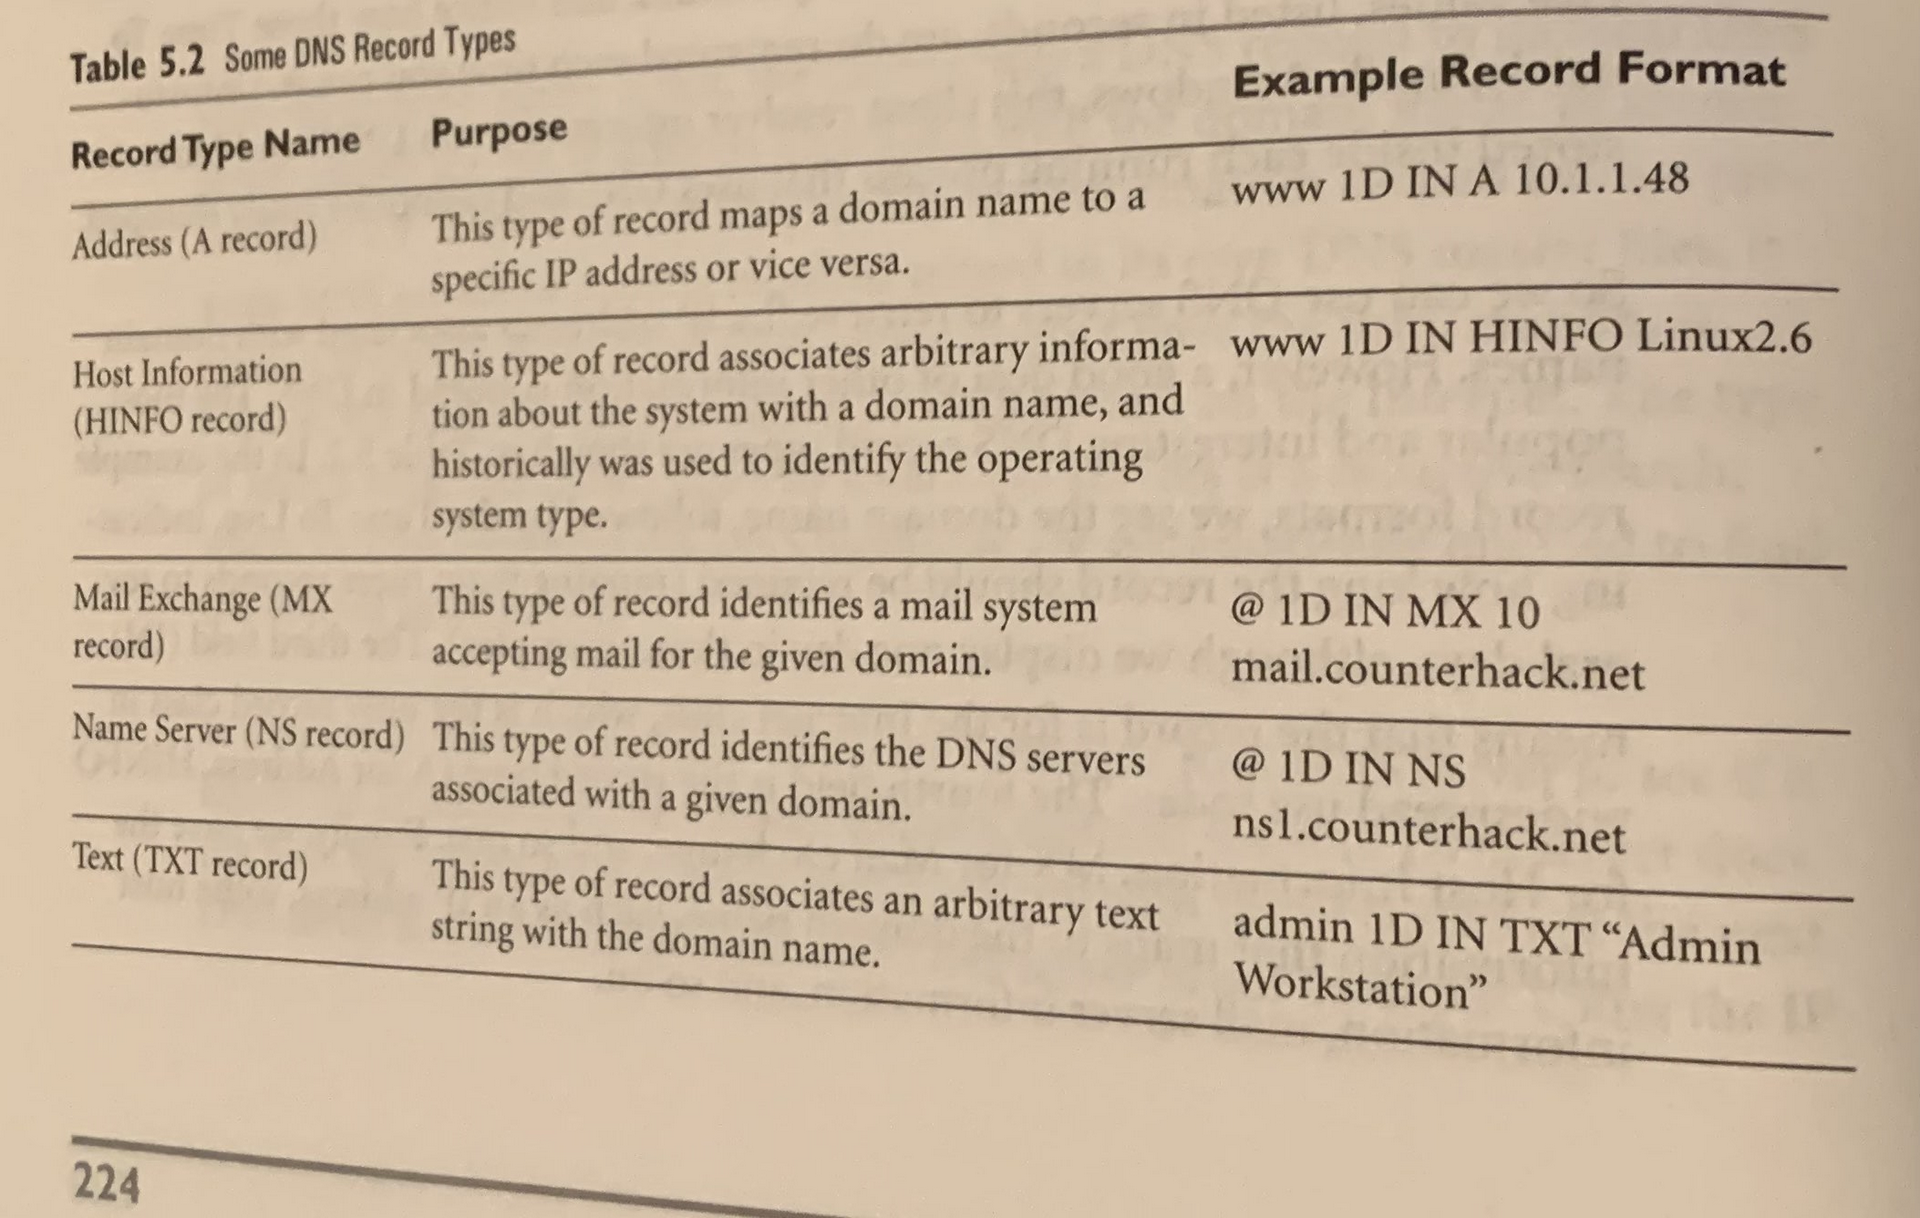 Table 5.2 Some DNS Record Types
Record Type Name
Purpose
Example Record Format
Address (A record)
This type of record maps a domain name to a
specific IP address or vice versa.
www 1D IN A 10.1.1.48
Host Information
(HINFO record)
This type of record associates arbitrary informa-
tion about the system with a domain name, and
historically was used to identify the operating
system type.
www 1D IN HINFO Linux2.6
Mail Exchange (MX
record)
This type of record identifies a mail system
accepting mail for the given domain.
@ 1D IN MX 10
mail.counterhack.net
Name Server (NS record)
This type of record identifies the DNS servers
associated with a given domain.
@ 1D IN NS
ns1.counterhack.net
Text (TXT record)
This type of record associates an arbitrary text
string with the domain name.
admin 1D IN TXT “Admin
Workstation”
224